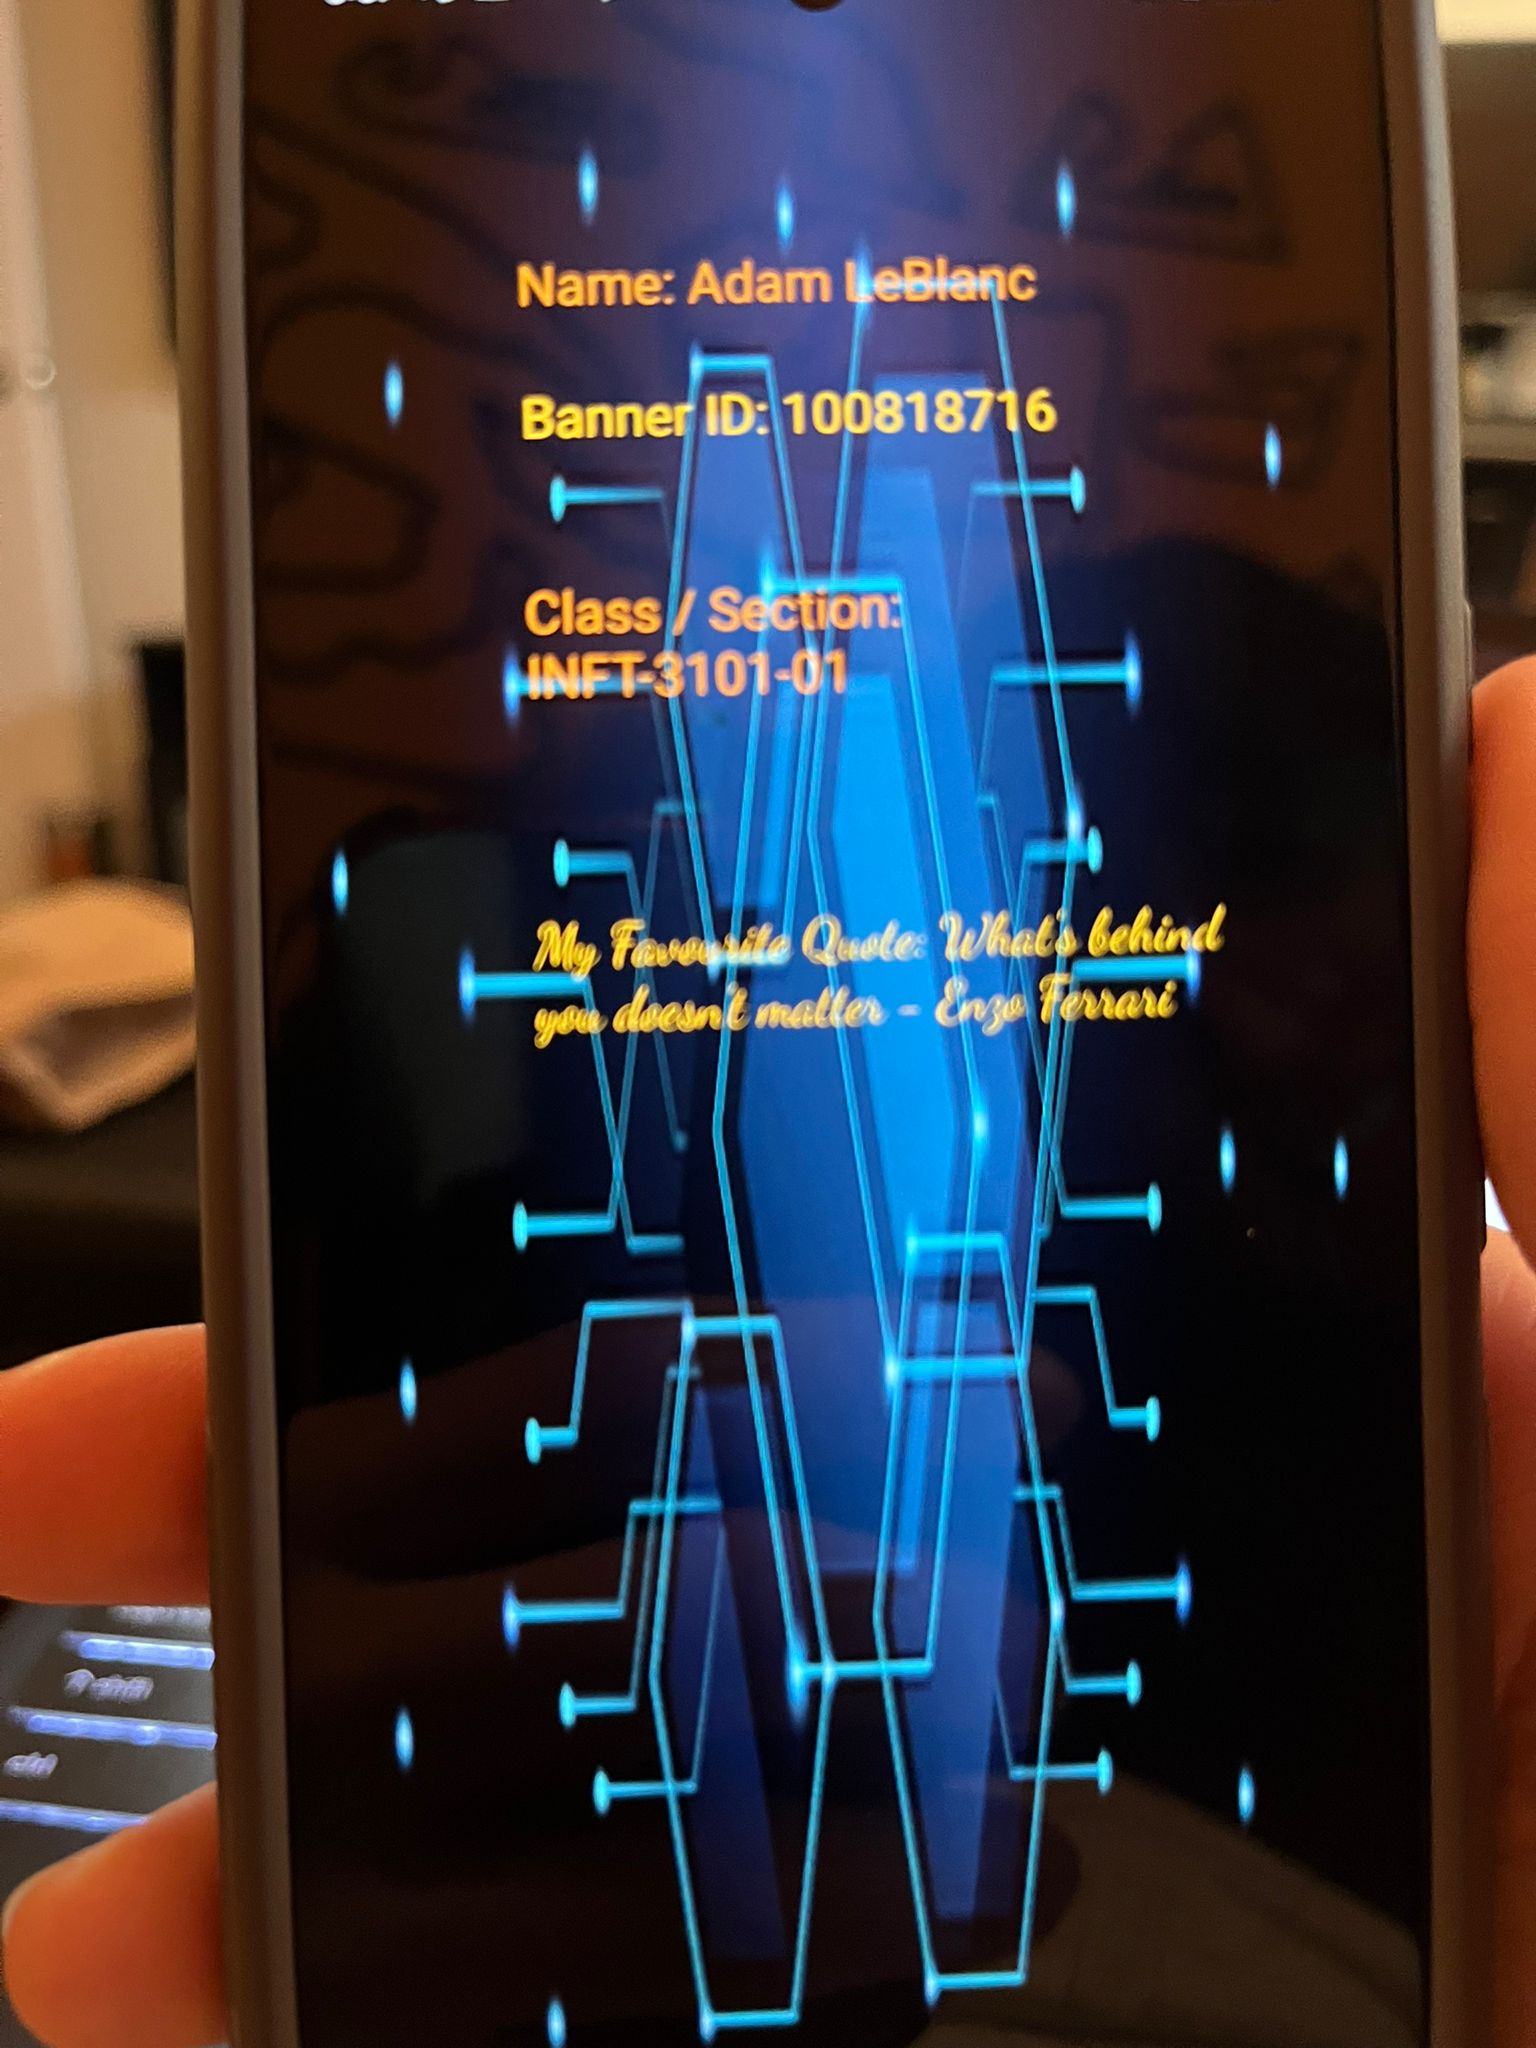 Name: Adam LeBlanc
Banner ID: 100818716
Class / Section:
INFT-3101-01
My Favourite Quote: What's behind
you doesn't matter - Enzo Ferrari